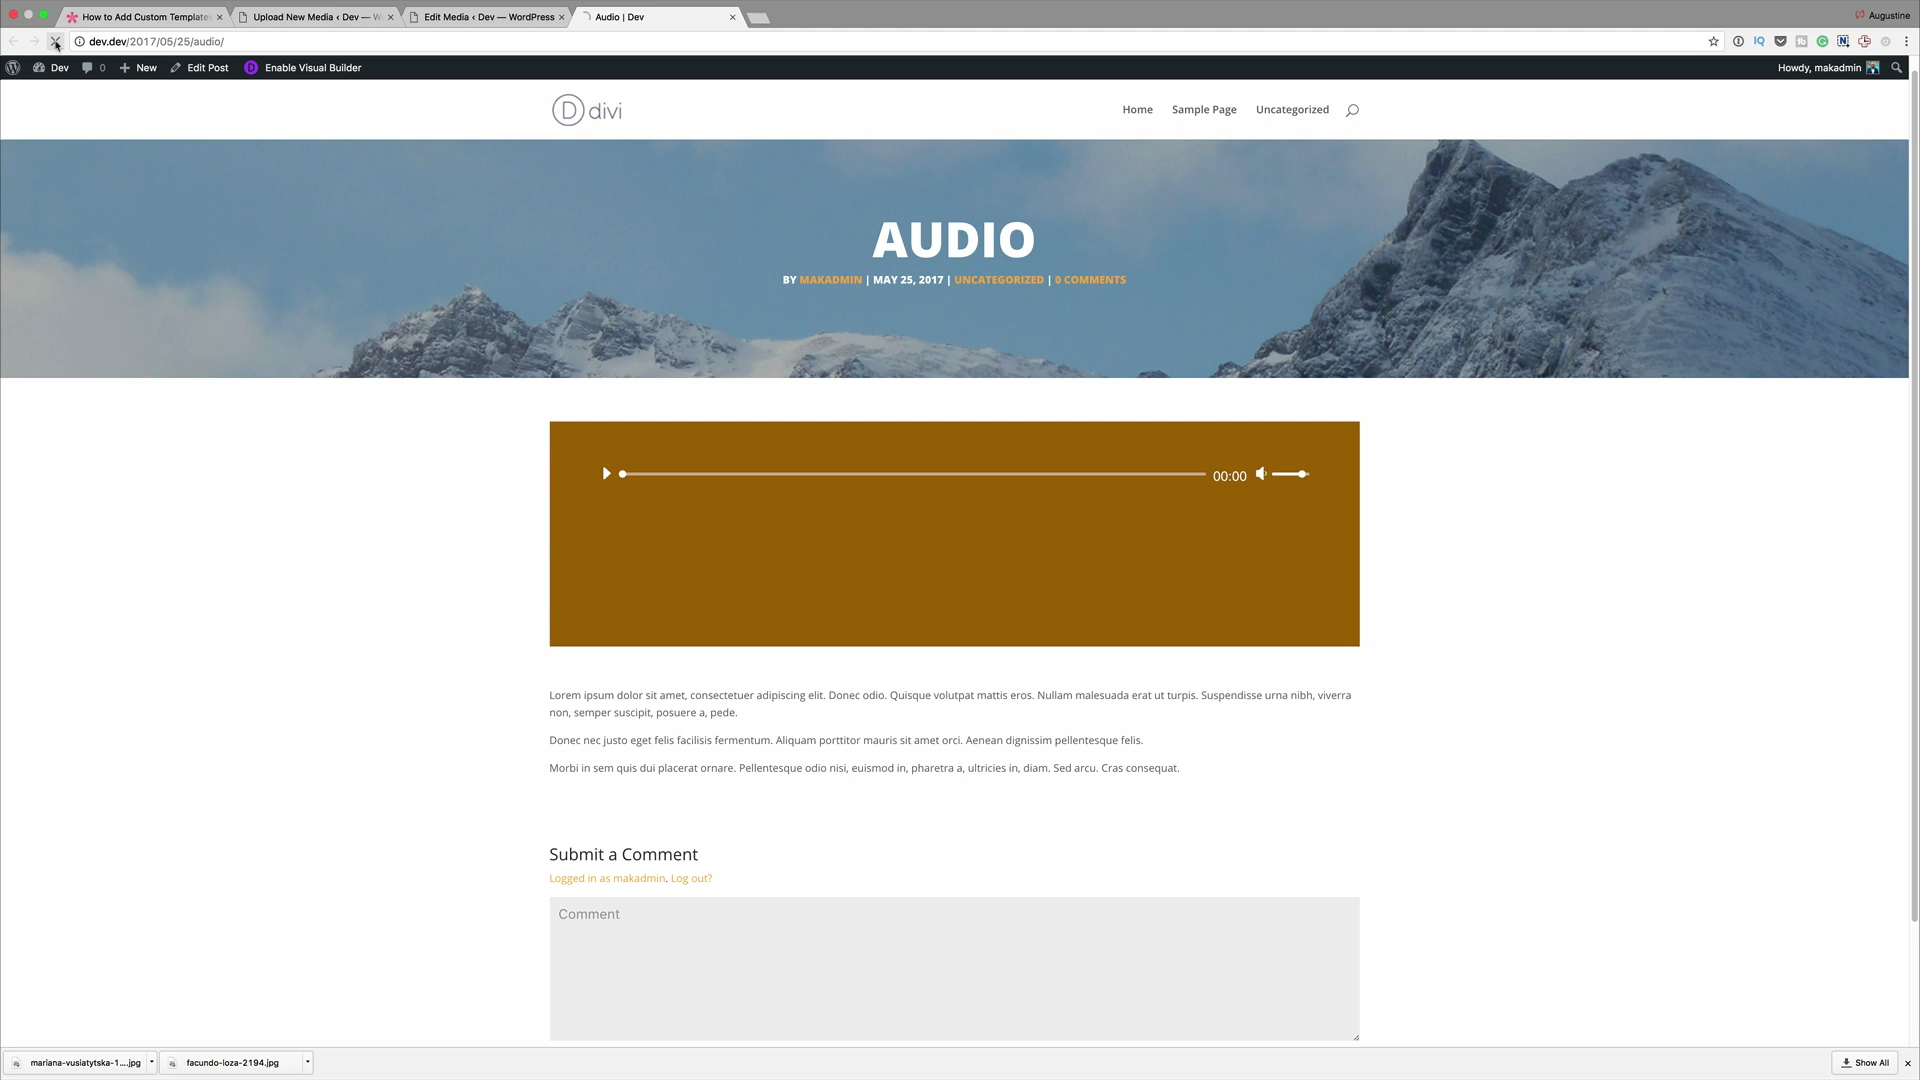 How to Add Custom Templates
Upload New Media ‹ Dev — W
Edit Media ‹ Dev — WordPress
Audio | Dev
Augustine
dev.dev/2017/05/25/audio/
Dev
0
New
Edit Post
Enable Visual Builder
Howdy, makadmin
D divi
Home
Sample Page
Uncategorized
AUDIO
BY MAKADMIN | MAY 25, 2017 | UNCATEGORIZED | 0 COMMENTS
00:00
Lorem ipsum dolor sit amet, consectetuer adipiscing elit. Donec odio. Quisque volutpat mattis eros. Nullam malesuada erat ut turpis. Suspendisse urna nibh, viverra
non, semper suscipit, posuere a, pede.
Donec nec justo eget felis facilisis fermentum. Aliquam porttitor mauris sit amet orci. Aenean dignissim pellentesque felis.
Morbi in sem quis dui placerat ornare. Pellentesque odio nisi, euismod in, pharetra a, ultricies in, diam. Sed arcu. Cras consequat.
Submit a Comment
Logged in as makadmin. Log out?
Comment
mariana-vusiatytska-1....jpg
facundo-loza-2194.jpg
Show All